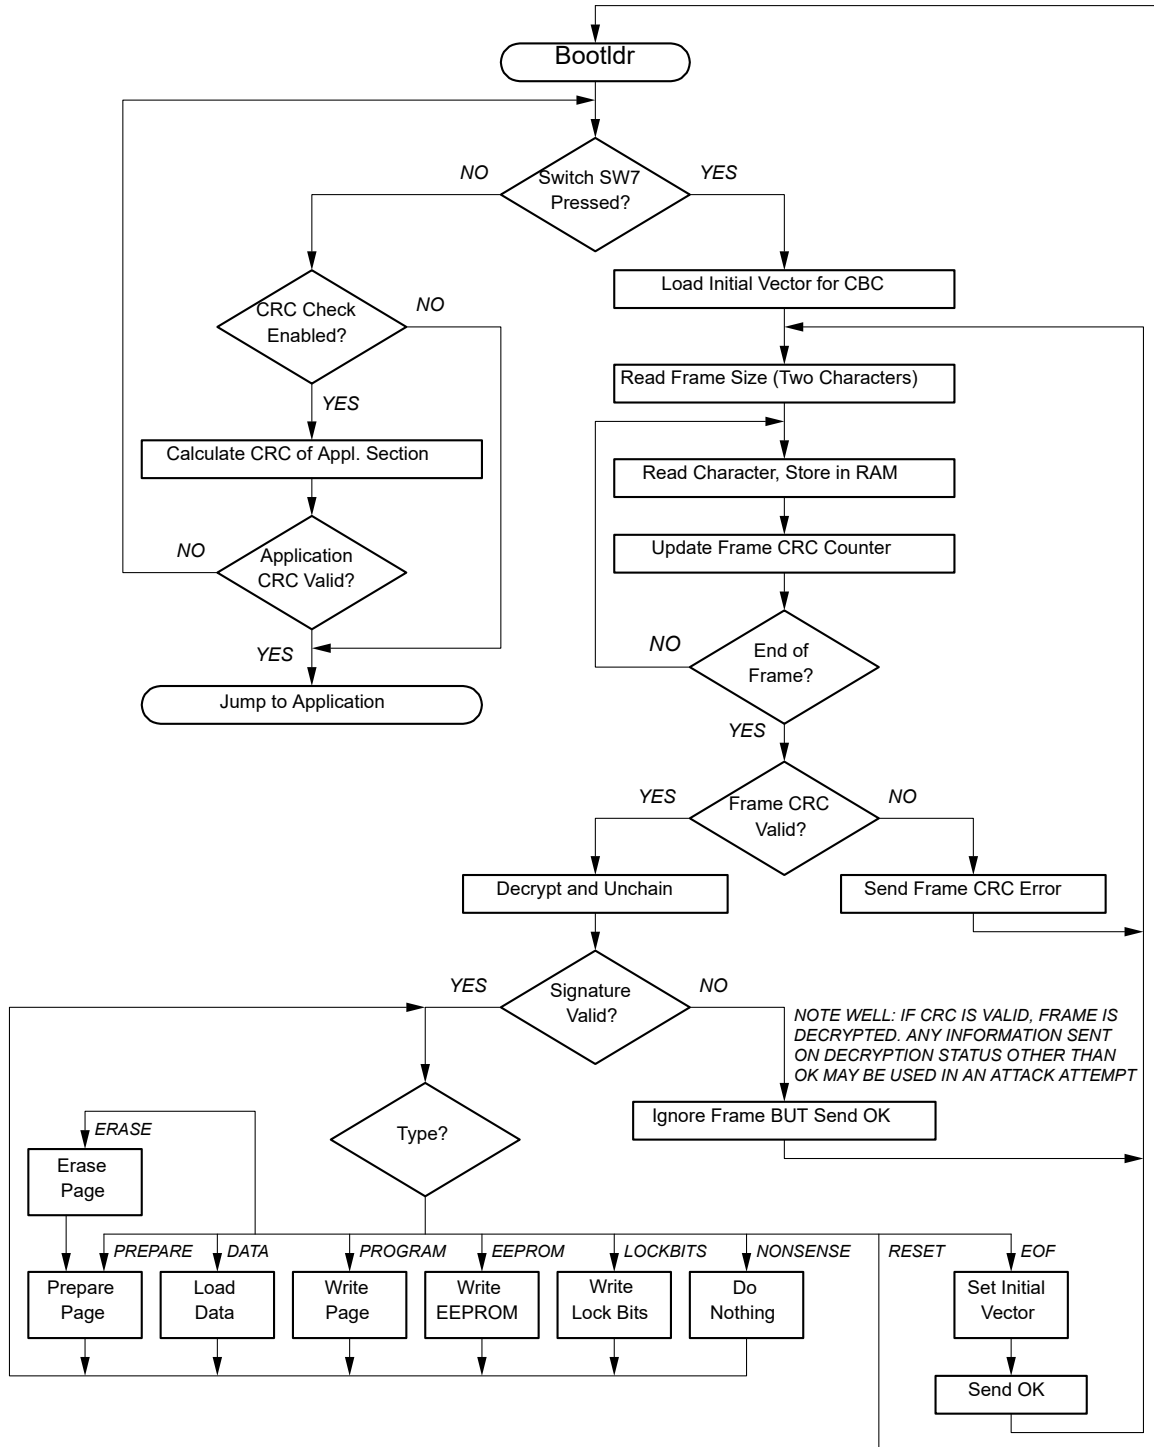 Bootldr
NO
Switch SW7
Pressed?
YES
Load Initial Vector for CBC
CRC Check
Enabled?
NO
YES
Read Frame Size (Two Characters)
Calculate CRC of Appl. Section
Read Character, Store in RAM
Update Frame CRC Counter
NO
Application
CRC Valid?
YES
NO
End of
Frame?
Jump to Application
YES
YES
Frame CRC
Valid?
NO
Decrypt and Unchain
Send Frame CRC Error
YES
Signature
Valid?
NO
NOTE WELL: IF CRC IS VALID, FRAME IS
DECRYPTED. ANY INFORMATION SENT
ON DECRYPTION STATUS OTHER THAN
OK MAY BE USED IN AN ATTACK ATTEMPT
Ignore Frame BUT Send OK
Type?
ERASE
Erase
Page
PREPARE
DATA
PROGRAM
EEPROM
LOCKBITS
NONSENSE
RESET
EOF
Prepare
Page
Load
Data
Write
Page
Write
EEPROM
Write
Lock Bits
Do
Nothing
Set Initial
Vector
Send OK